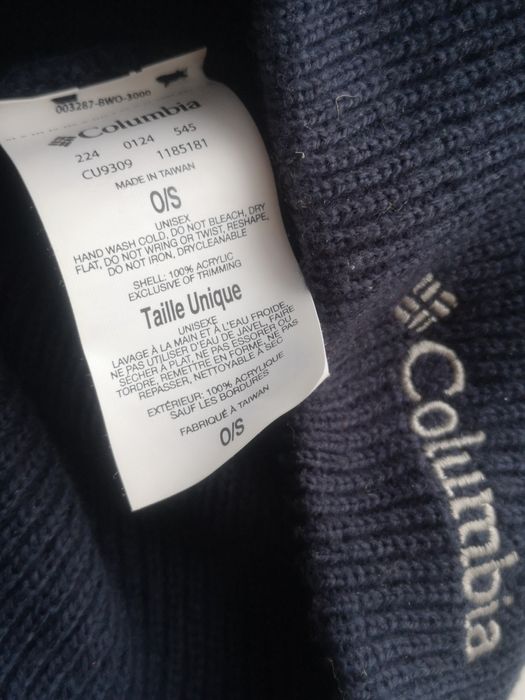 003287-BWO-3000
Columbia
224 0124 545
CU9309 1185181
MADE IN TAIWAN
O/S
UNISEX
HAND WASH COLD, DO NOT BLEACH, DRY
FLAT, DO NOT WRING OR TWIST, RESHAPE,
DO NOT IRON, DRYCLEANABLE
SHELL: 100% ACRYLIC
EXCLUSIVE OF TRIMMING
Taille Unique
UNISEXE
LAVAGE À LA MAIN ET À L'EAU FROIDE,
NE PAS UTILISER D'EAU DE JAVEL, FAIRE
SÉCHER À PLAT, NE PAS ESSORER OU
TORDRE, REMETTRE EN FORME, NE PAS
REPASSER, NETTOYABLE À SEC
EXTÉRIEUR: 100% ACRYLIQUE
SAUF LES BORDURES
FABRIQUÉ À TAIWAN
O/S
Columbia